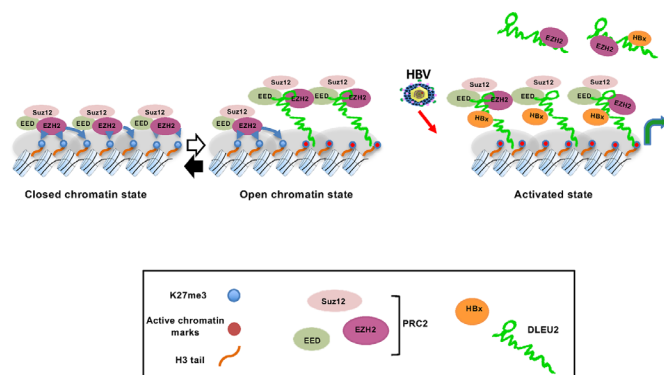 EZH2
HBx
EZH2
Suz12
Suz12
EED
EZH2
EED
EZH2
HBV
Suz12
EED
EZH2
HBx
Suz12
EED
HBx
Suz12
EED
EZH2
HBx
Suz12
Suz12
Suz12
EED
EZH2
EED
EZH2
EED
EZH2
Suz12
EED
EZH2
Closed chromatin state
Open chromatin state
Activated state
K27me3
Active chromatin
marks
H3 tail
Suz12
EED
EZH2
PRC2
HBx
DLEU2